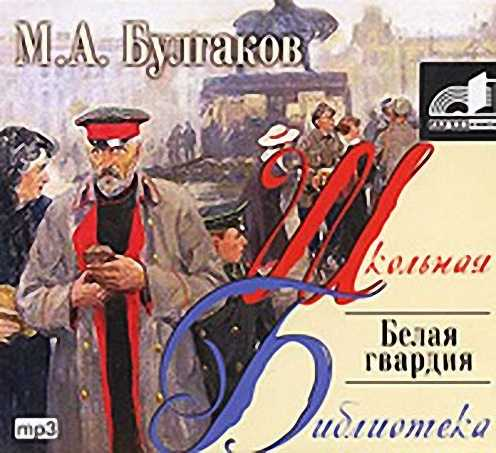 М.А. Булгаков
Школьная
Библиотека
Белая
гвардия
mp3